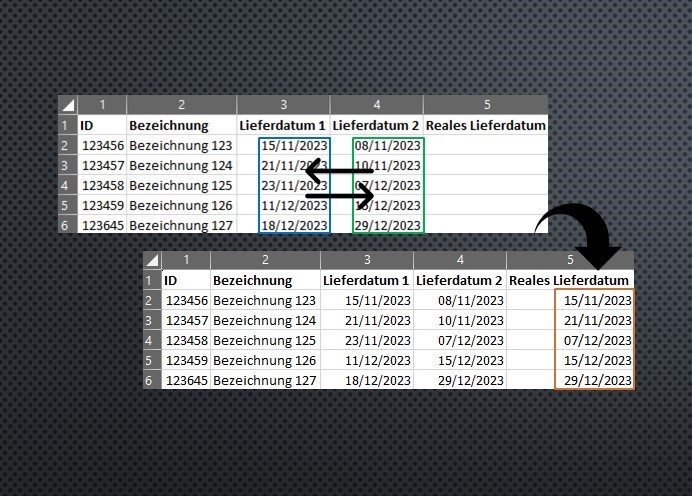 1 2 3 4 5
1 ID Bezeichnung Lieferdatum 1 Lieferdatum 2 Reales Lieferdatum
2 123456 Bezeichnung 123 15/11/2023 08/11/2023
3 123457 Bezeichnung 124 21/11/2023 10/11/2023
4 123458 Bezeichnung 125 23/11/2023 07/12/2023
5 123459 Bezeichnung 126 11/12/2023 15/12/2023
6 123645 Bezeichnung 127 18/12/2023 29/12/2023
1 2 3 4 5
1 ID Bezeichnung Lieferdatum 1 Lieferdatum 2 Reales Lieferdatum
2 123456 Bezeichnung 123 15/11/2023 08/11/2023 15/11/2023
3 123457 Bezeichnung 124 21/11/2023 10/11/2023 21/11/2023
4 123458 Bezeichnung 125 23/11/2023 07/12/2023 07/12/2023
5 123459 Bezeichnung 126 11/12/2023 15/12/2023 15/12/2023
6 123645 Bezeichnung 127 18/12/2023 29/12/2023 29/12/2023